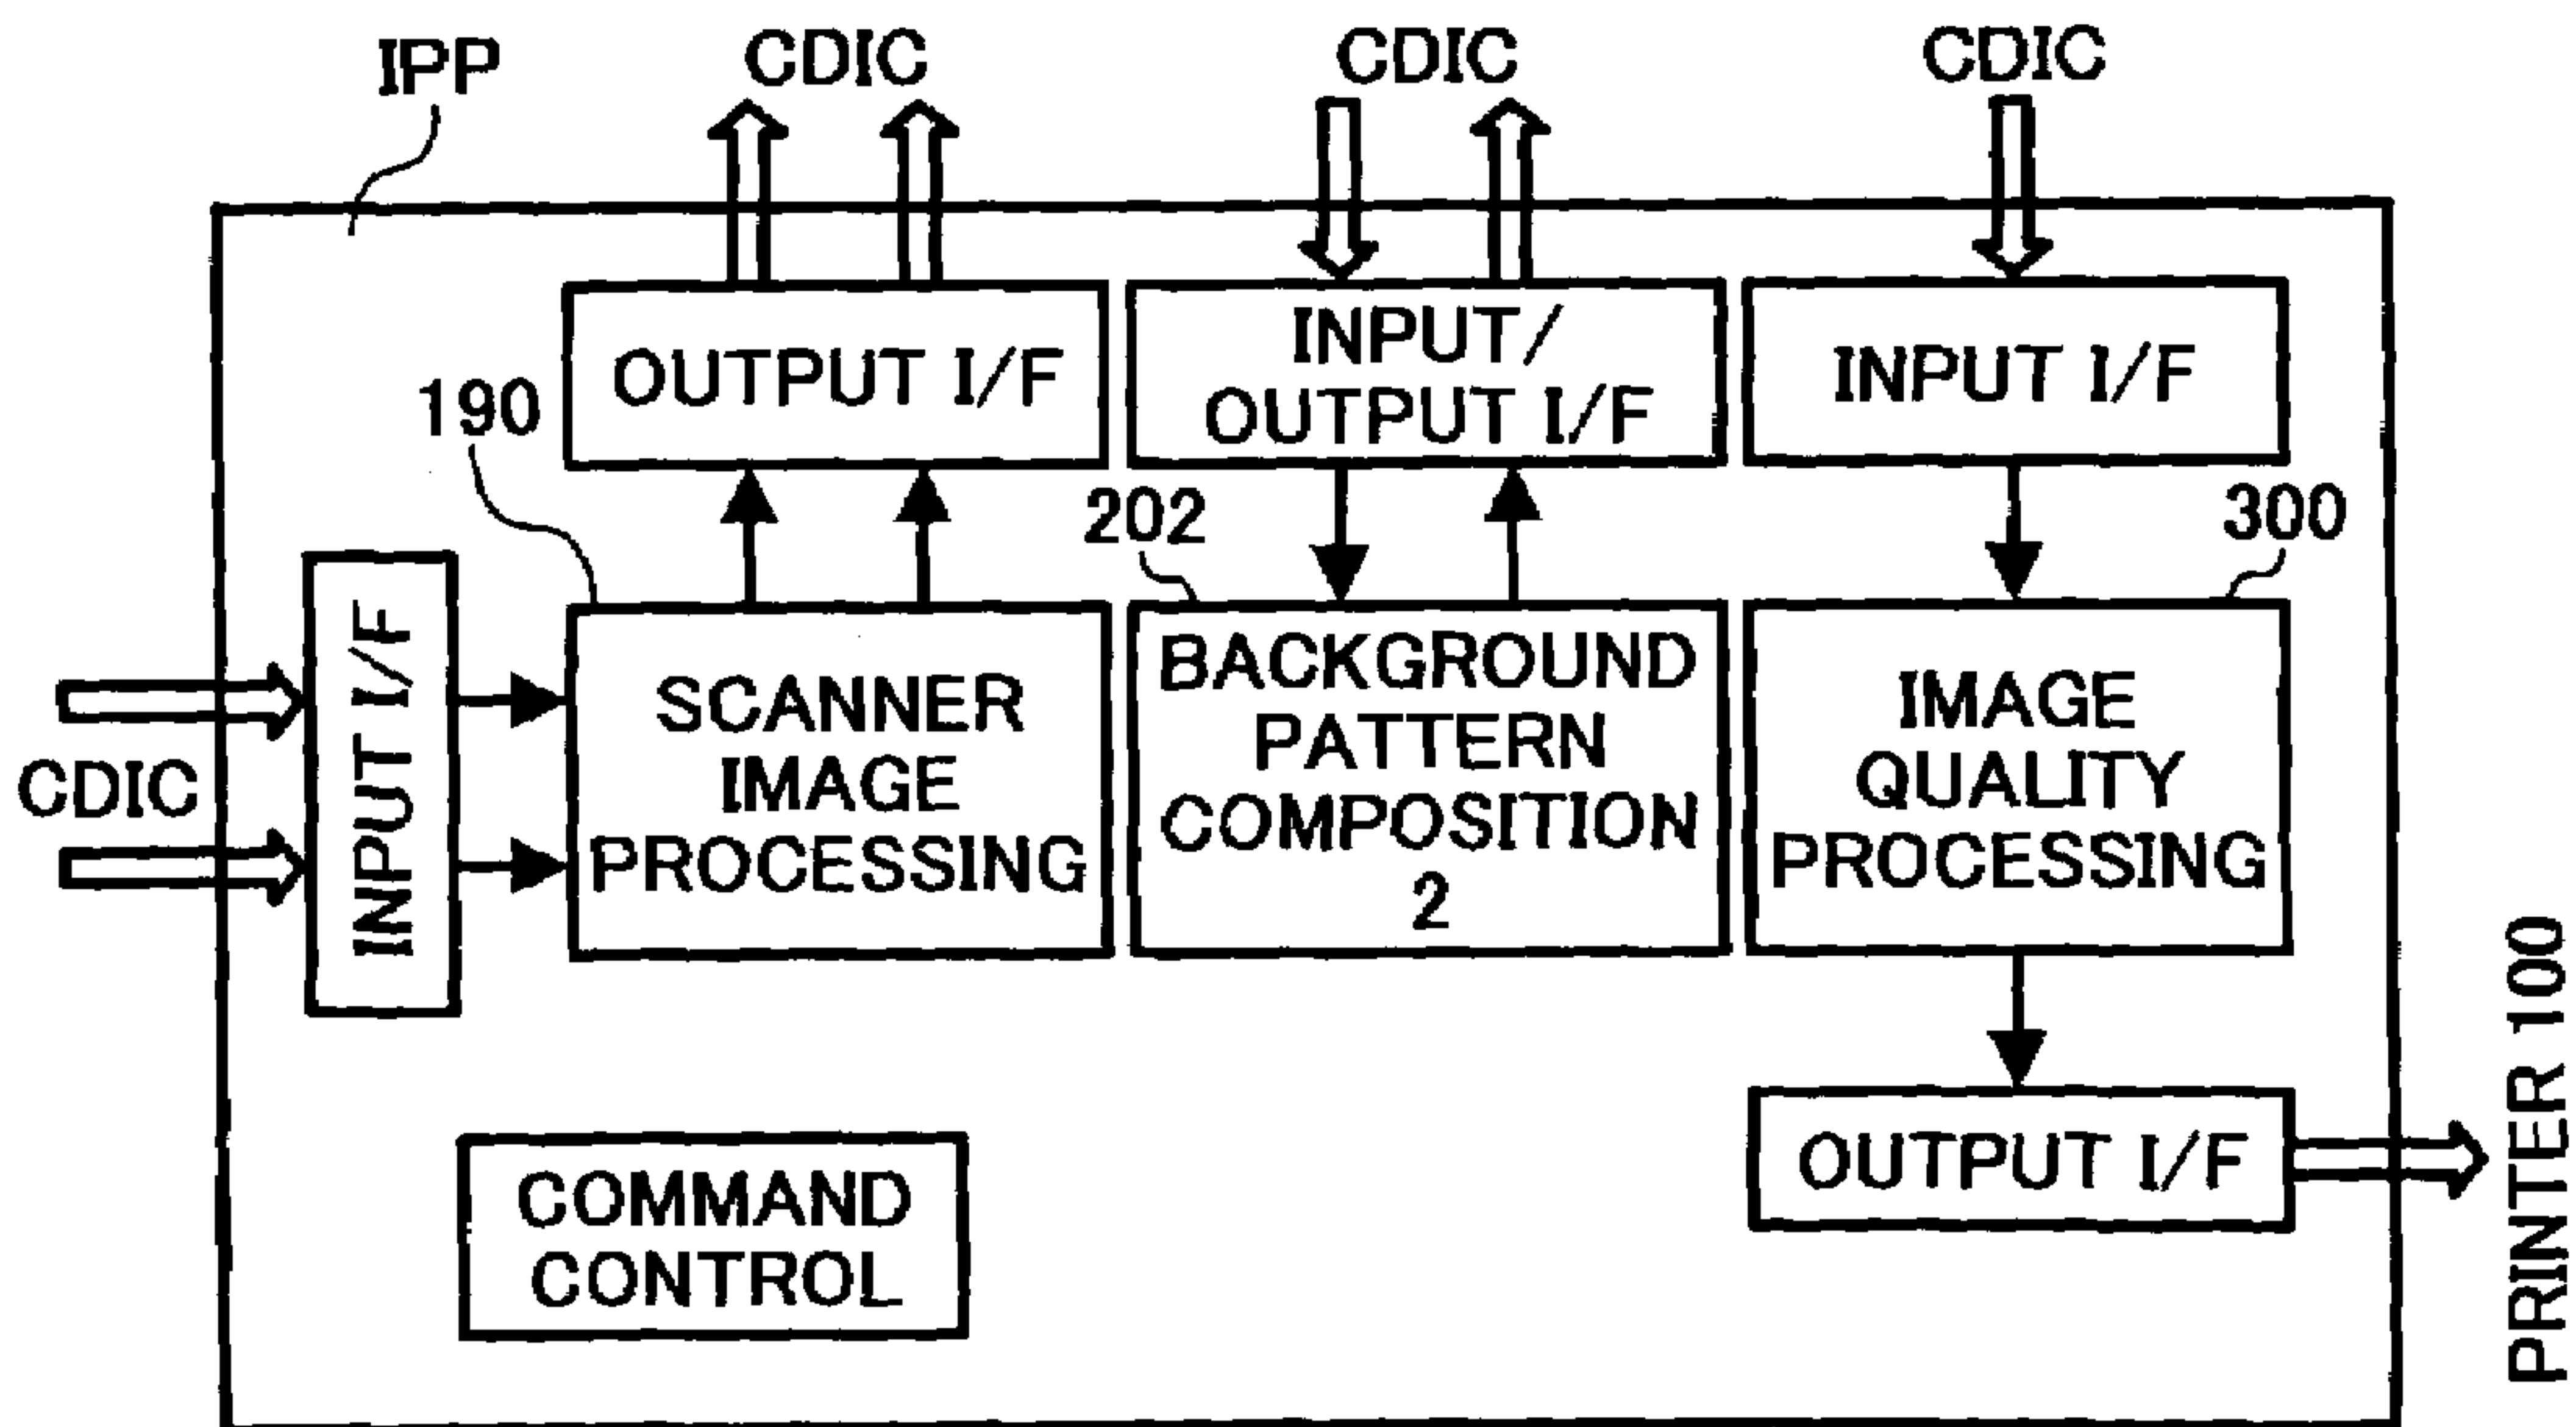 IPP
CDIC
CDIC
CDIC
OUTPUT I/F
INPUT/
OUTPUT I/F
INPUT I/F
190
202
300
INPUT I/F
CDIC
SCANNER
IMAGE
PROCESSING
BACKGROUND
PATTERN
COMPOSITION
2
IMAGE
QUALITY
PROCESSING
OUTPUT I/F
PRINTER 100
COMMAND
CONTROL